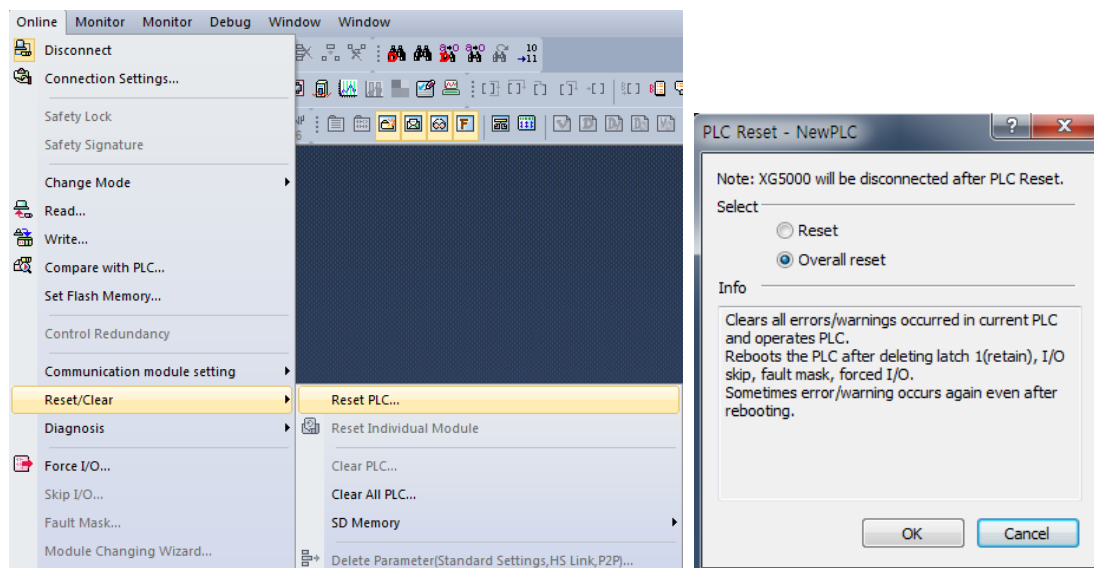 Online Monitor Monitor Debug Window Window
Disconnect
Connection Settings...
Safety Lock
Safety Signature
Change Mode
Read...
Write...
Compare with PLC...
Set Flash Memory...
Control Redundancy
Communication module setting
Reset/Clear
Diagnosis
Force I/O...
Skip I/O...
Fault Mask...
Module Changing Wizard...
10
11
F
6
Reset PLC...
Reset Individual Module
Clear PLC...
Clear All PLC...
SD Memory
Delete Parameter(Standard Settings,HS Link,P2P)...
PLC Reset - NewPLC
Note: XG5000 will be disconnected after PLC Reset.
Select
Reset
Overall reset
Info
Clears all errors/warnings occurred in current PLC
and operates PLC.
Reboots the PLC after deleting latch 1(retain), I/O
skip, fault mask, forced I/O.
Sometimes error/warning occurs again even after
rebooting.
OK Cancel